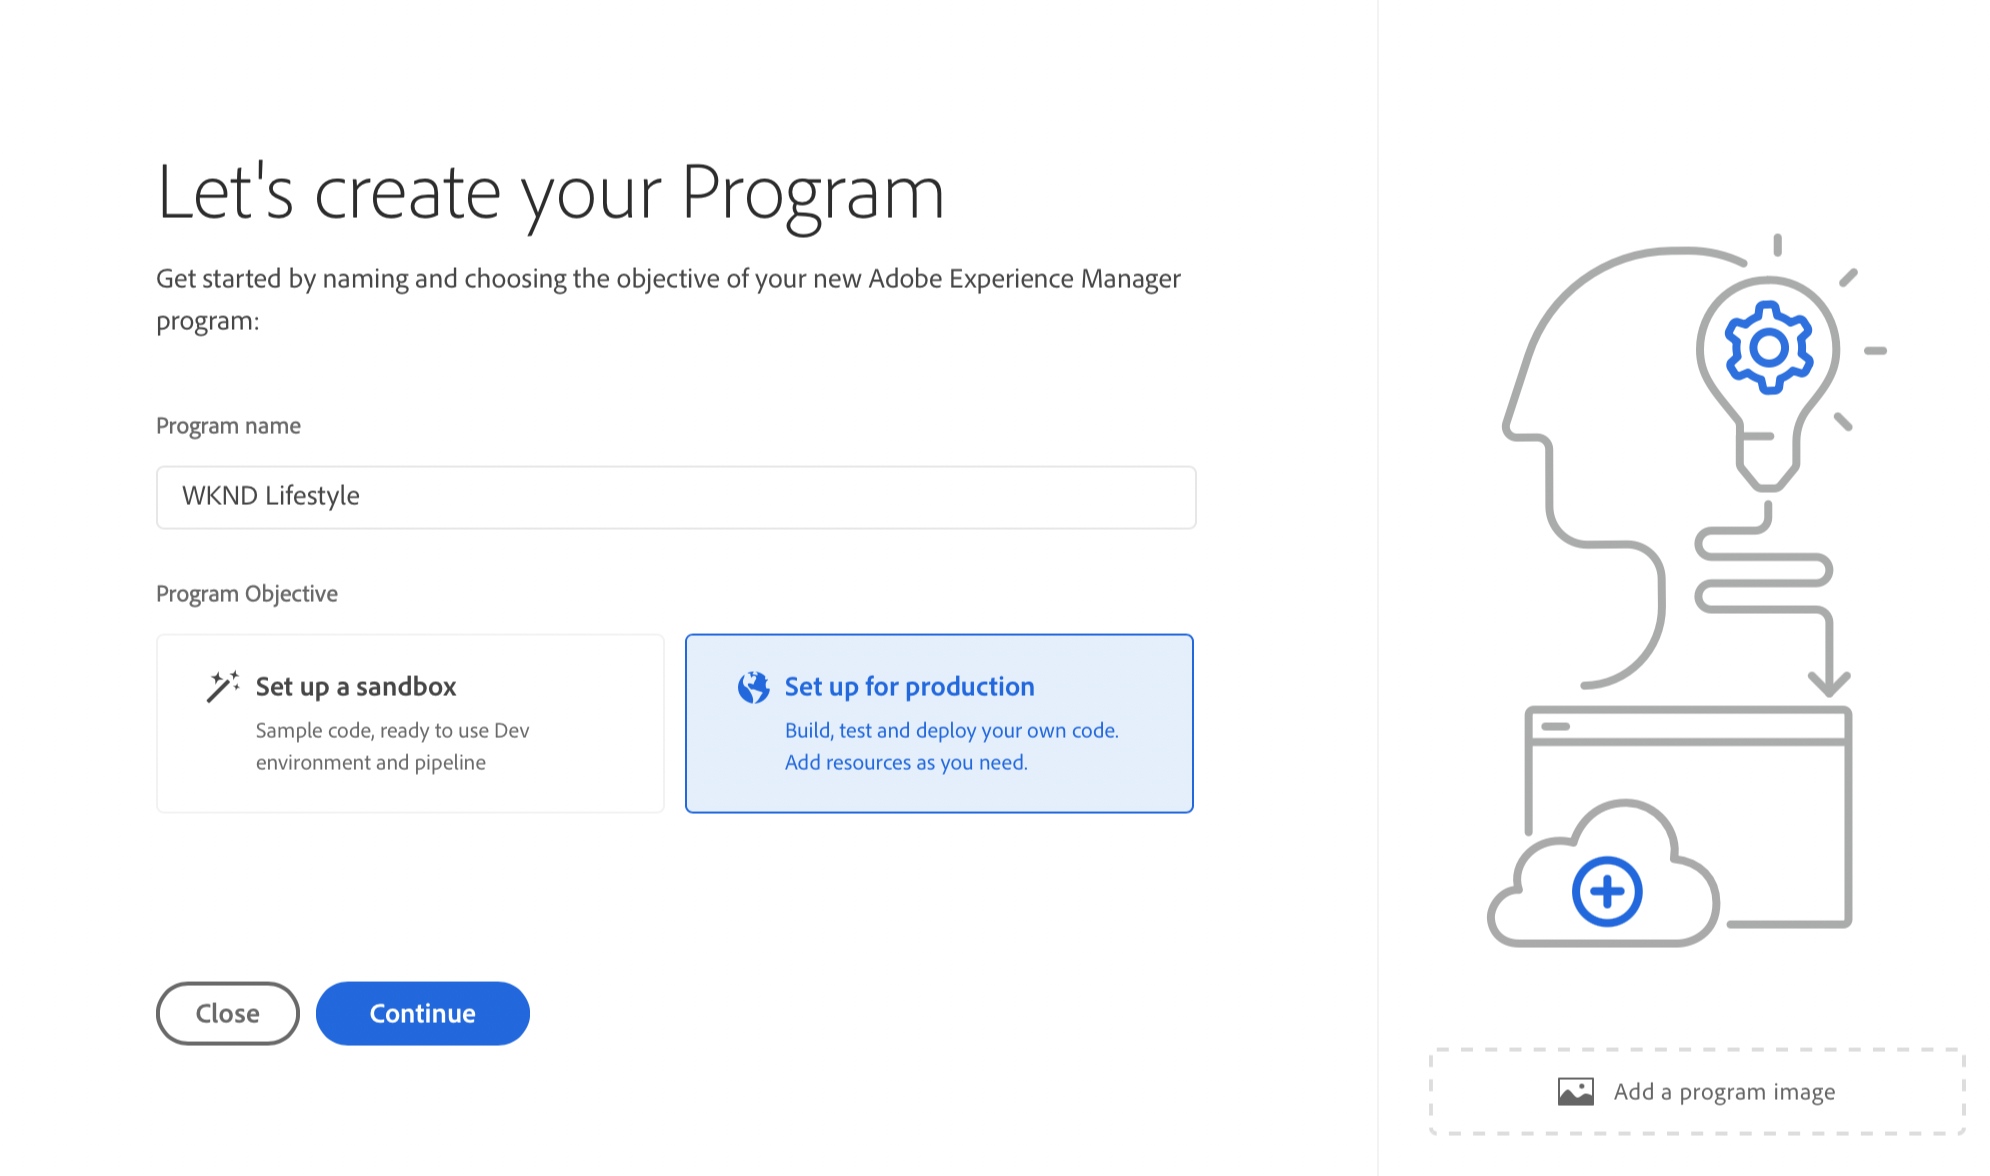 Let's create your Program
Get started by naming and choosing the objective of your new Adobe Experience Manager
program:
Program name
WKND Lifestyle
Program Objective
Set up a sandbox
Sample code, ready to use Dev
environment and pipeline
Set up for production
Build, test and deploy your own code.
Add resources as you need.
Close
Continue
Add a program image